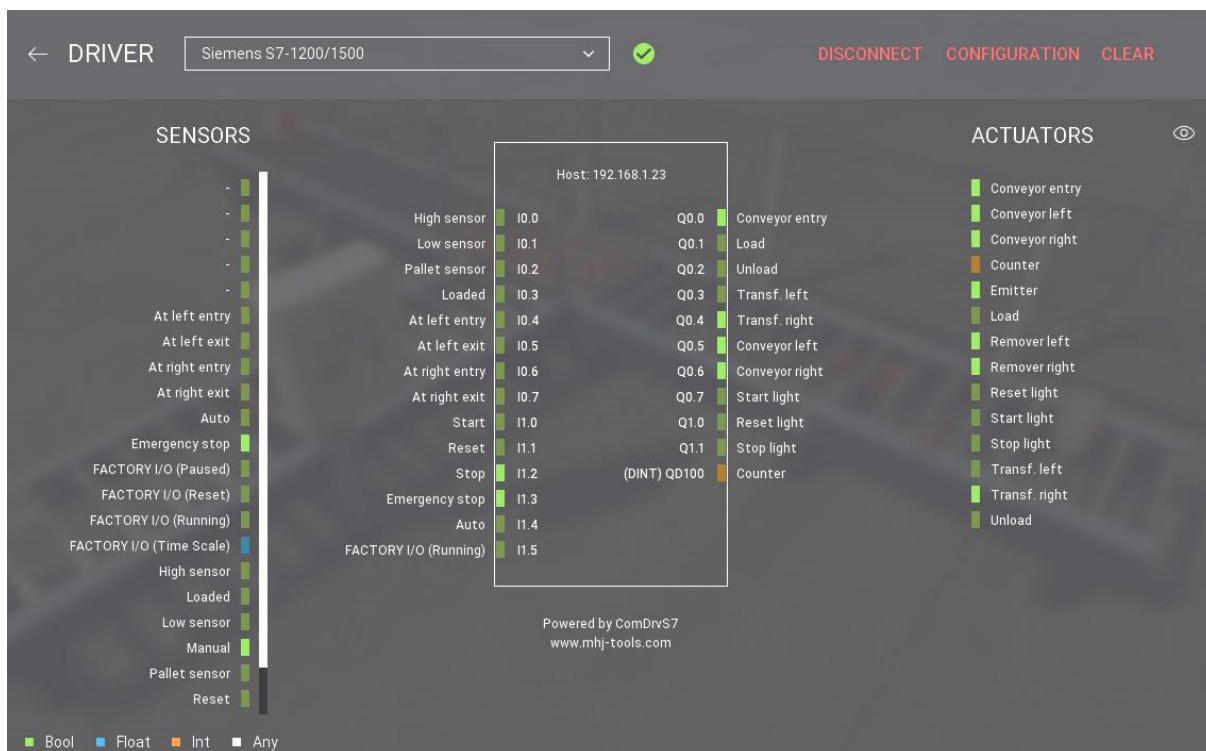 ← DRIVER
Siemens S7-1200/1500
DISCONNECT CONFIGURATION CLEAR
SENSORS
-
-
-
-
-
At left entry
At left exit
At right entry
At right exit
Auto
Emergency stop
FACTORY I/O (Paused)
FACTORY I/O (Reset)
FACTORY I/O (Running)
FACTORY I/O (Time Scale)
High sensor
Loaded
Low sensor
Manual
Pallet sensor
Reset
Host: 192.168.1.23
High sensor I0.0 Q0.0 Conveyor entry
Low sensor I0.1 Q0.1 Load
Pallet sensor I0.2 Q0.2 Unload
Loaded I0.3 Q0.3 Transf. left
At left entry I0.4 Q0.4 Transf. right
At left exit I0.5 Q0.5 Conveyor left
At right entry I0.6 Q0.6 Conveyor right
At right exit I0.7 Q0.7 Start light
Start I1.0 Q1.0 Reset light
Reset I1.1 Q1.1 Stop light
Stop I1.2 (DINT) QD100 Counter
Emergency stop I1.3
Auto I1.4
FACTORY I/O (Running) I1.5
Powered by ComDrvS7
www.mhj-tools.com
ACTUATORS
Conveyor entry
Conveyor left
Conveyor right
Counter
Emitter
Load
Remover left
Remover right
Reset light
Start light
Stop light
Transf. left
Transf. right
Unload
Bool Float Int Any